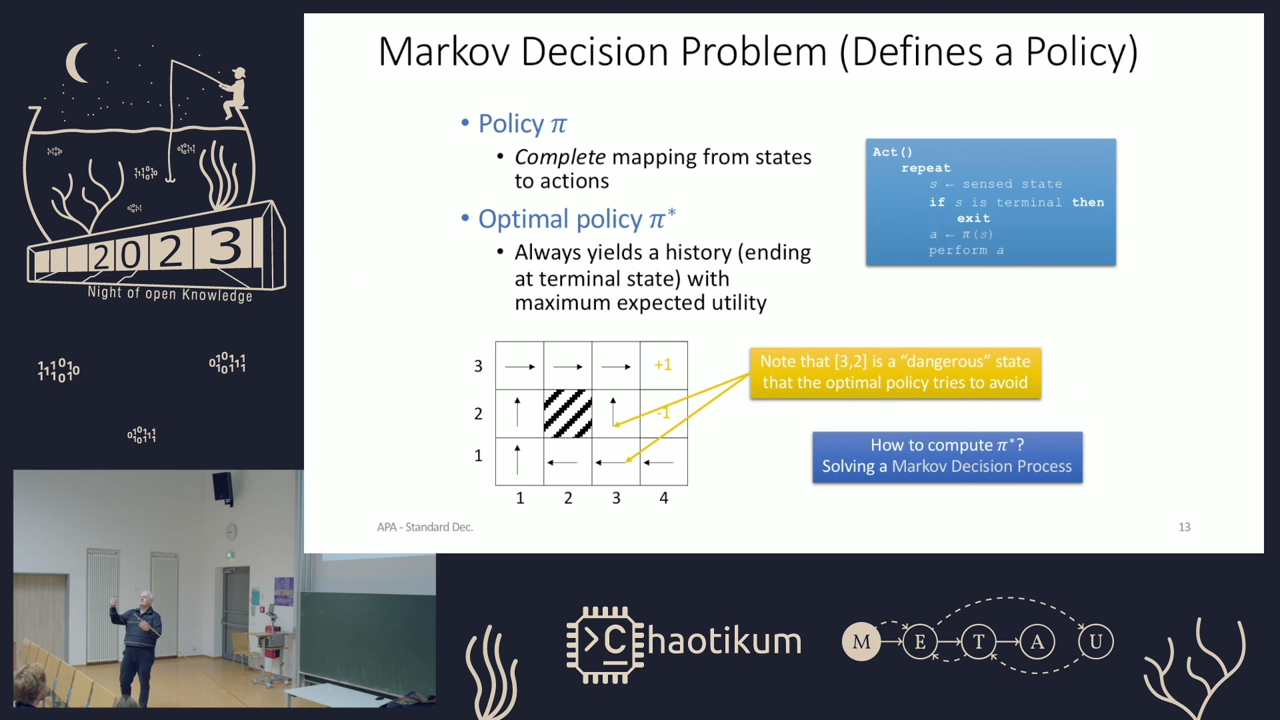 Markov Decision Problem (Defines a Policy)
• Policy π
• Complete mapping from states
to actions
• Optimal policy π*
• Always yields a history (ending
at terminal state) with
maximum expected utility
Act()
repeat
s ← sensed state
if s is terminal then
exit
a ← π(s)
perform a
3
+1
2
-1
1
1 2 3 4
Note that [3,2] is a “dangerous” state
that the optimal policy tries to avoid
How to compute π*?
Solving a Markov Decision Process
APA - Standard Dec.
13
2023
Night of open Knowledge
>C haotikum
M E T A U